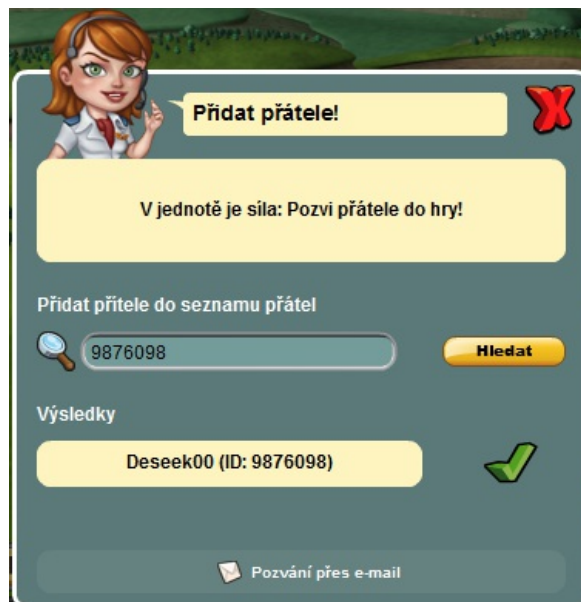 Přidat přátele!
V jednotě je síla: Pozvi přátele do hry!
Přidat přítele do seznamu přátel
9876098
Hledat
Výsledky
Deseek00 (ID: 9876098)
Pozvání přes e-mail